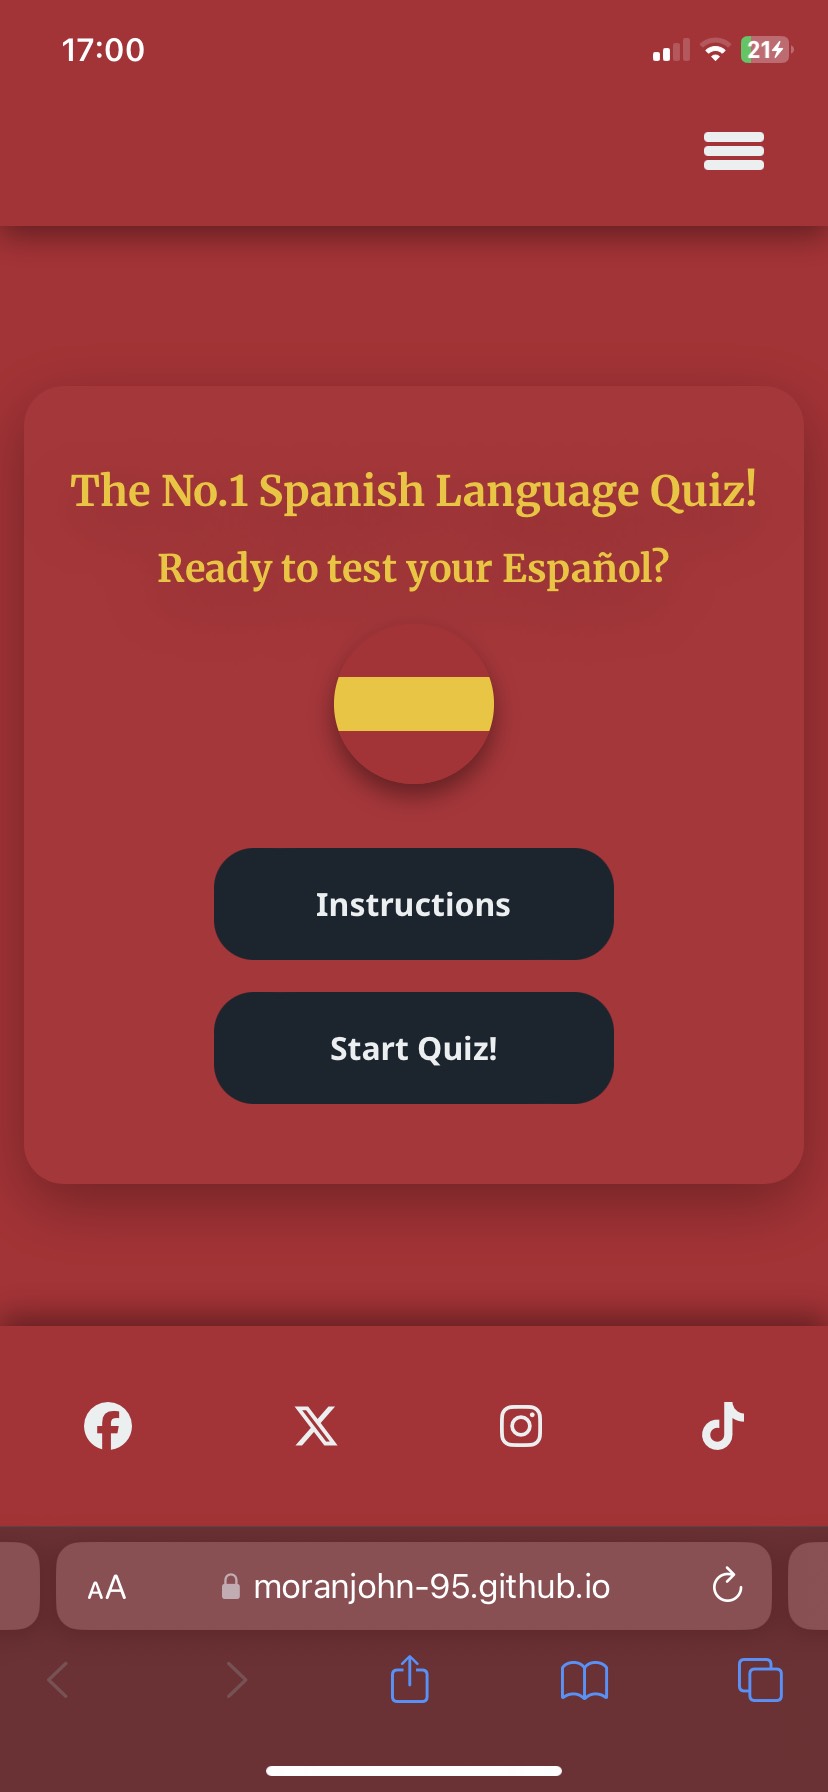 17:00
21
The No.1 Spanish Language Quiz!
Ready to test your Español?
Instructions
Start Quiz!
AA moranjohn-95.github.io